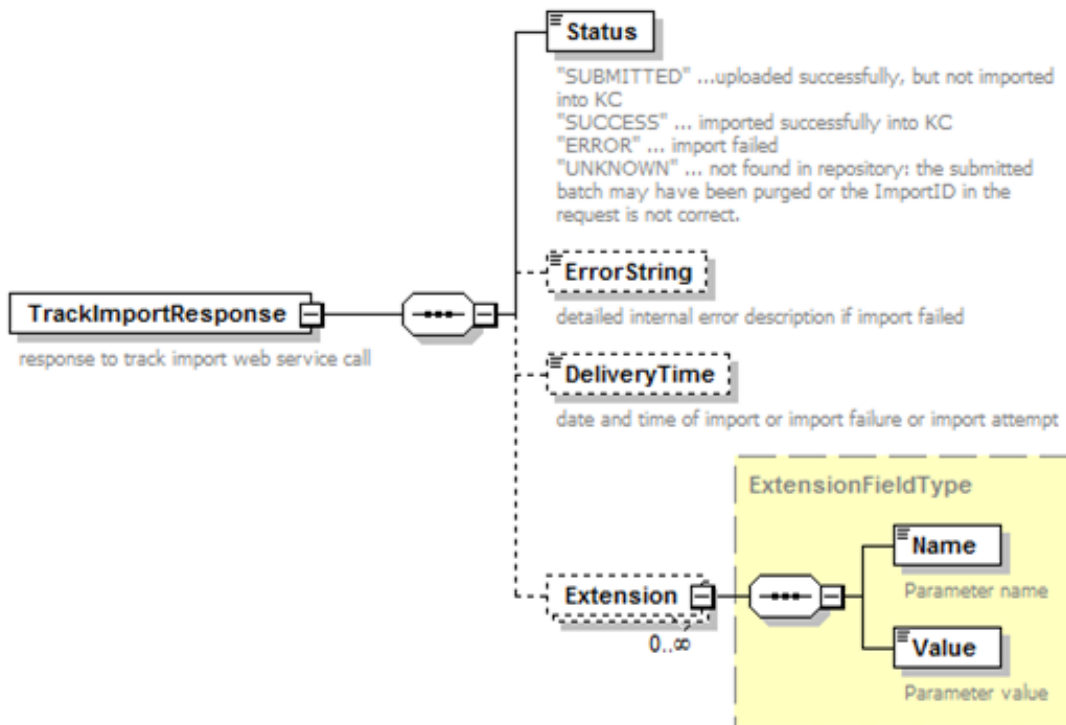 Status
"SUBMITTED" ...uploaded successfully, but not imported
into KC
"SUCCESS" ... imported successfully into KC
"ERROR" ... import failed
"UNKNOWN" ... not found in repository: the submitted
batch may have been purged or the ImportID in the
request is not correct.
ErrorString
detailed internal error description if import failed
TrackImportResponse
response to track import web service call
DeliveryTime
date and time of import or import failure or import attempt
ExtensionFieldType
Name
Parameter name
Extension
0..∞
Value
Parameter value